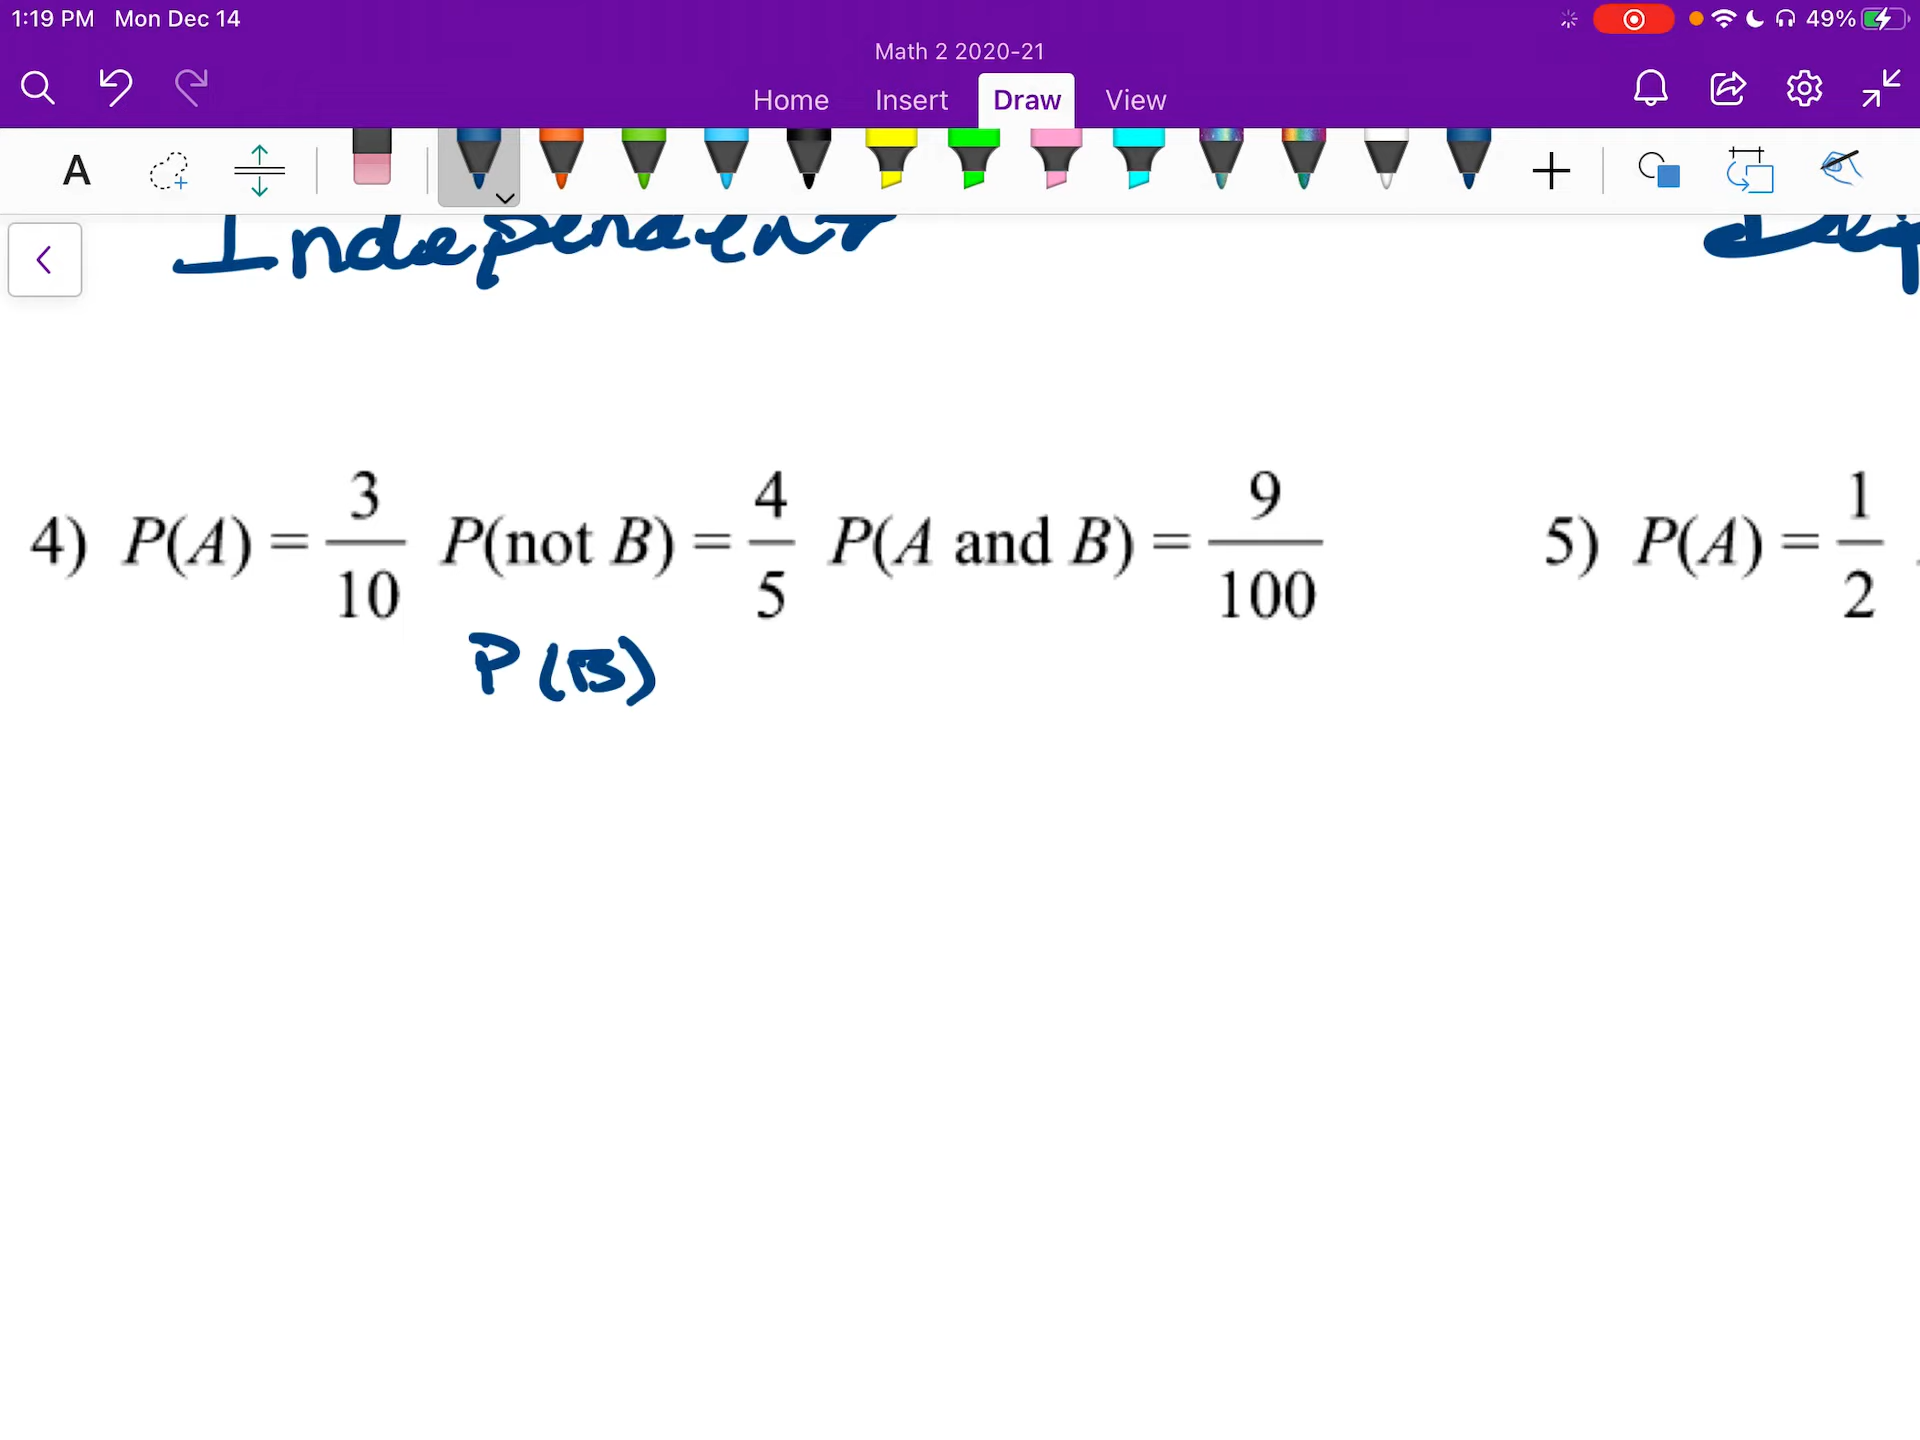 1:19 PM Mon Dec 14
49%
Math 2 2020-21
Home Insert Draw View
A
Independent
4) P(A) = 3/10 P(not B) = 4/5 P(A and B) = 9/100
5) P(A) = 1/2
P(B)